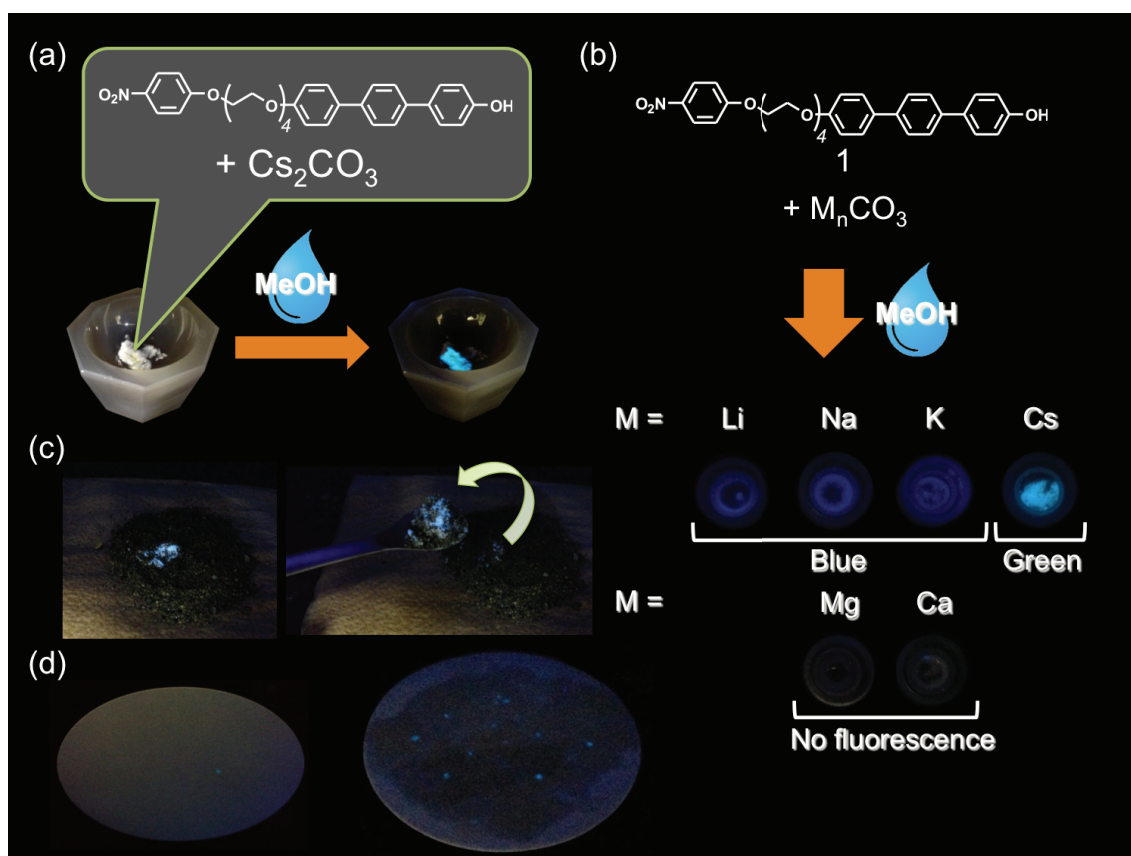 (a)
O₂N
O
O
4
OH
+ Cs₂CO₃
MeOH
(b)
O₂N
O
O
4
OH
1
+ MₙCO₃
MeOH
M = Li Na K Cs
Blue Green
M = Mg Ca
No fluorescence
(c)
(d)